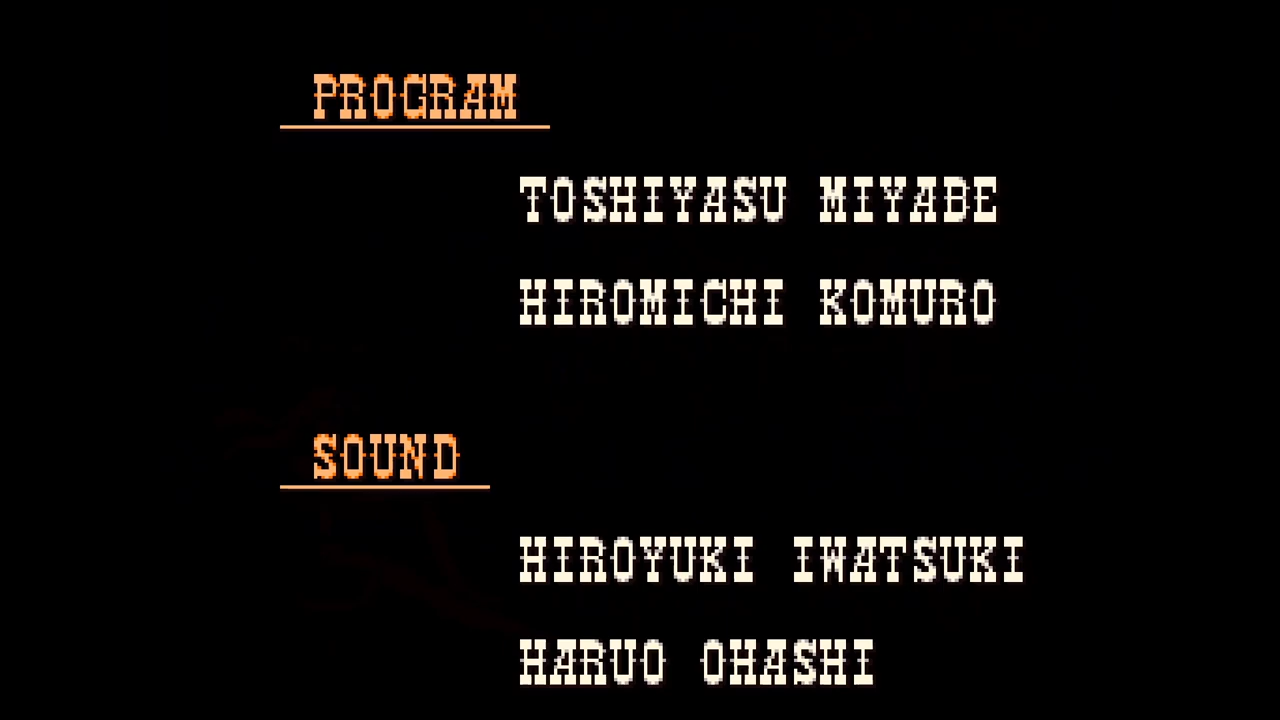 PROGRAM
TOSHIYASU MIYABE
HIROMICHI KOMURO
SOUND
HIROYUKI IWATSUKI
HARUO OHASHI